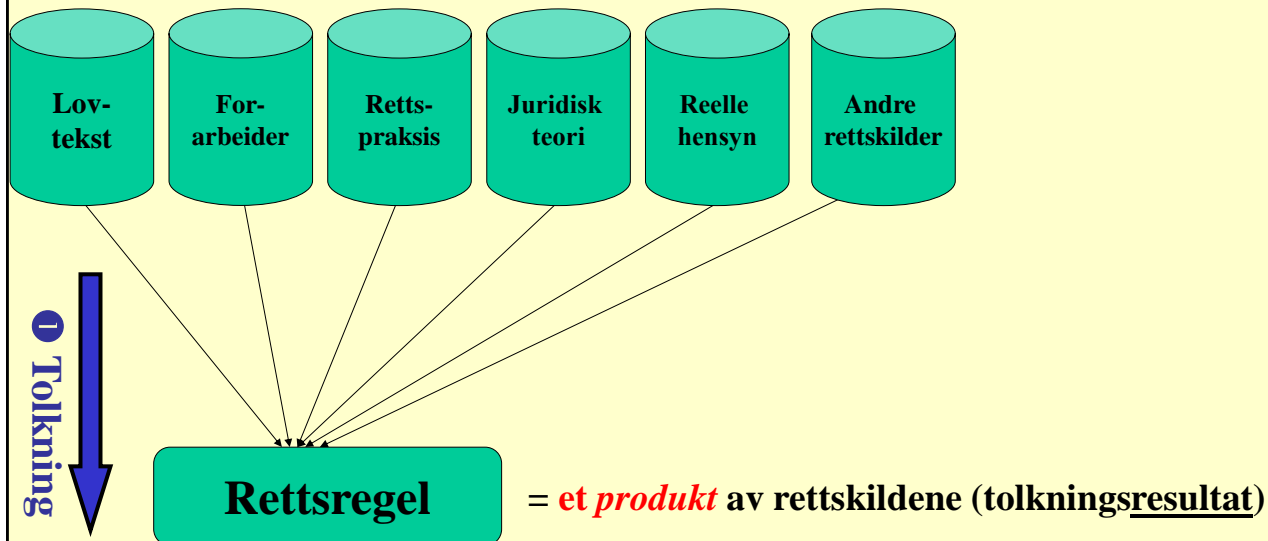 Lov-
tekst
For-
arbeider
Retts-
praksis
Juridisk
teori
Reelle
hensyn
Andre
rettskilder
❶ Tolkning
Rettsregel
= et produkt av rettskildene (tolkningsresultat)